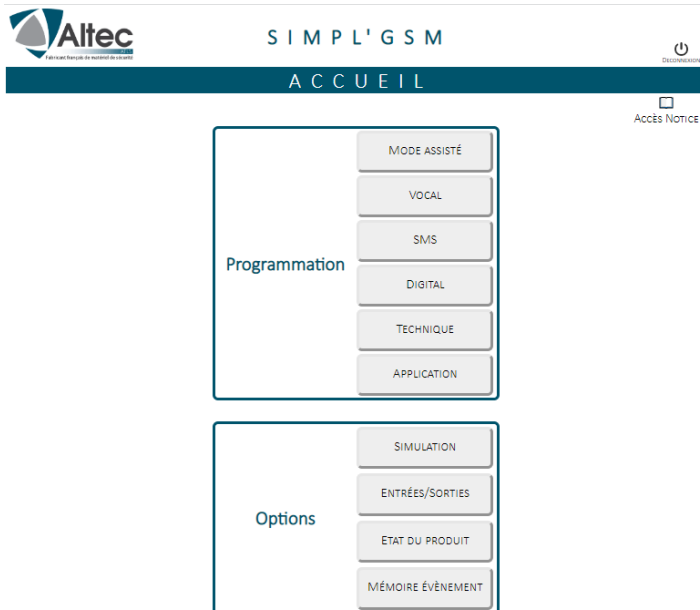 Altec
Fabricant français de matériel de sécurité
SIMPL'GSM
DECONNEXION
ACCUEIL
ACCÈS NOTICE
Programmation
MODE ASSISTÉ
VOCAL
SMS
DIGITAL
TECHNIQUE
APPLICATION
Options
SIMULATION
ENTRÉES/SORTIES
ETAT DU PRODUIT
MÉMOIRE ÉVÈNEMENT